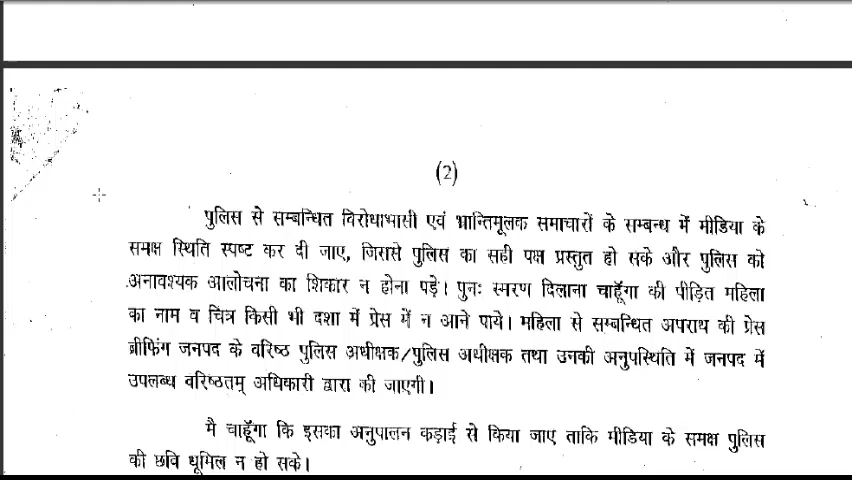 (2)
पुलिस से सम्बन्धित विरोधाभासी एवं भ्रान्तिमूलक समाचारों के सम्बन्ध में मीडिया के
समक्ष स्थिति स्पष्ट कर दी जाए, जिससे पुलिस का सही पक्ष प्रस्तुत हो सके और पुलिस को
अनावश्यक आलोचना का शिकार न होना पड़े। पुनः स्मरण दिलाना चाहूँगा की पीड़ित महिला
का नाम व चित्र किसी भी दशा में प्रेस में न आने पाये। महिला से सम्बन्धित अपराध की प्रेस
ब्रीफिंग जनपद के वरिष्ठ पुलिस अधीक्षक/पुलिस अधीक्षक तथा उनकी अनुपस्थिति में जनपद में
उपलब्ध वरिष्ठतम् अधिकारी द्वारा की जाएगी।
मै चाहूँगा कि इसका अनुपालन कड़ाई से किया जाए ताकि मीडिया के समक्ष पुलिस
की छवि धूमिल न हो सके।